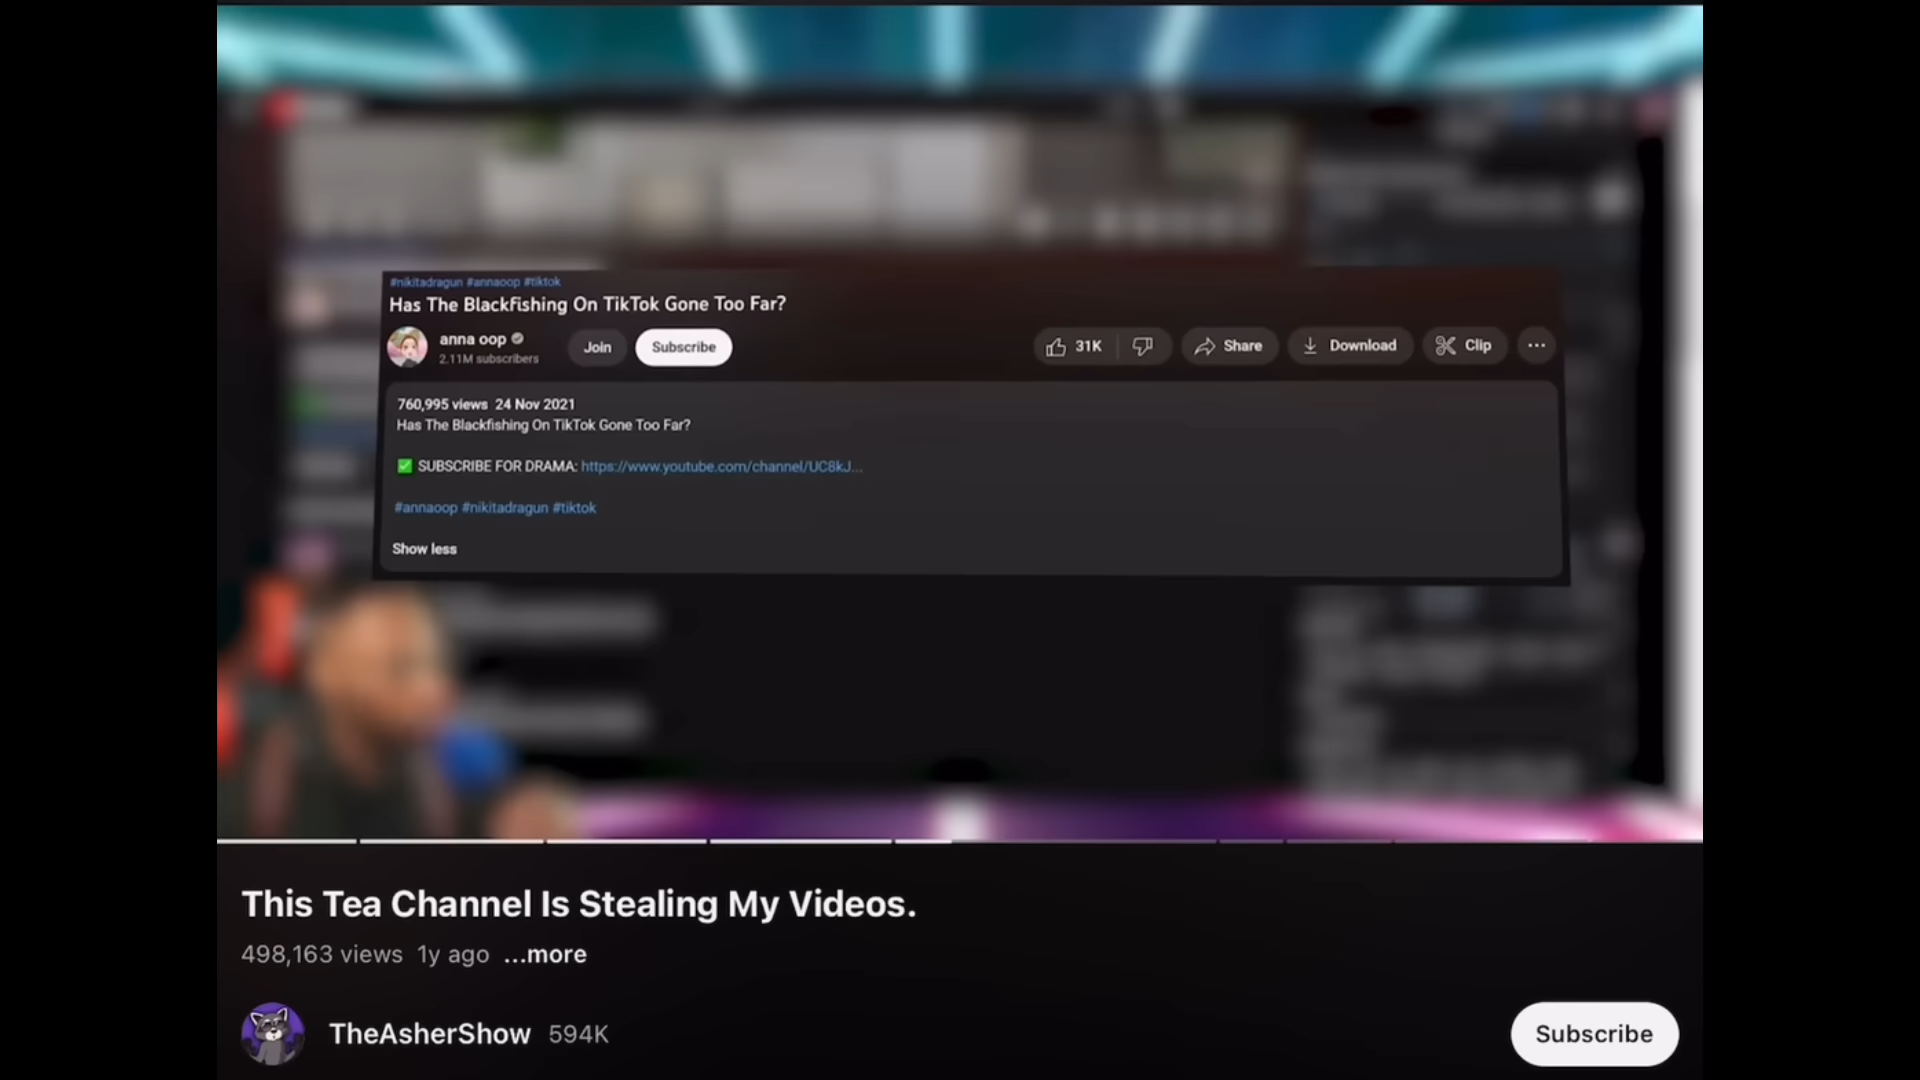 #nikitadragun #annaoop #tiktok
Has The Blackfishing On TikTok Gone Too Far?
anna oop
2.11M subscribers
Join
Subscribe
31K
Share
Download
Clip
760,995 views 24 Nov 2021
Has The Blackfishing On TikTok Gone Too Far?
✅ SUBSCRIBE FOR DRAMA: https://www.youtube.com/channel/UC8kJ...
#annaoop #nikitadragun #tiktok
Show less
This Tea Channel Is Stealing My Videos.
498,163 views 1y ago ...more
TheAsherShow 594K
Subscribe